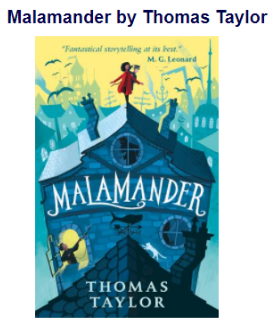 Malamander by Thomas Taylor
"Fantastical storytelling at its best."
M. G. Leonard
MALAMANDER
THOMAS
TAYLOR